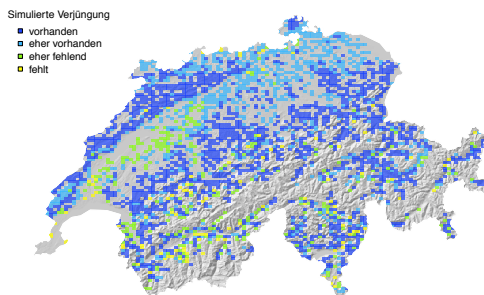 Simulierte Verjüngung
vorhanden
eher vorhanden
eher fehlend
fehlt